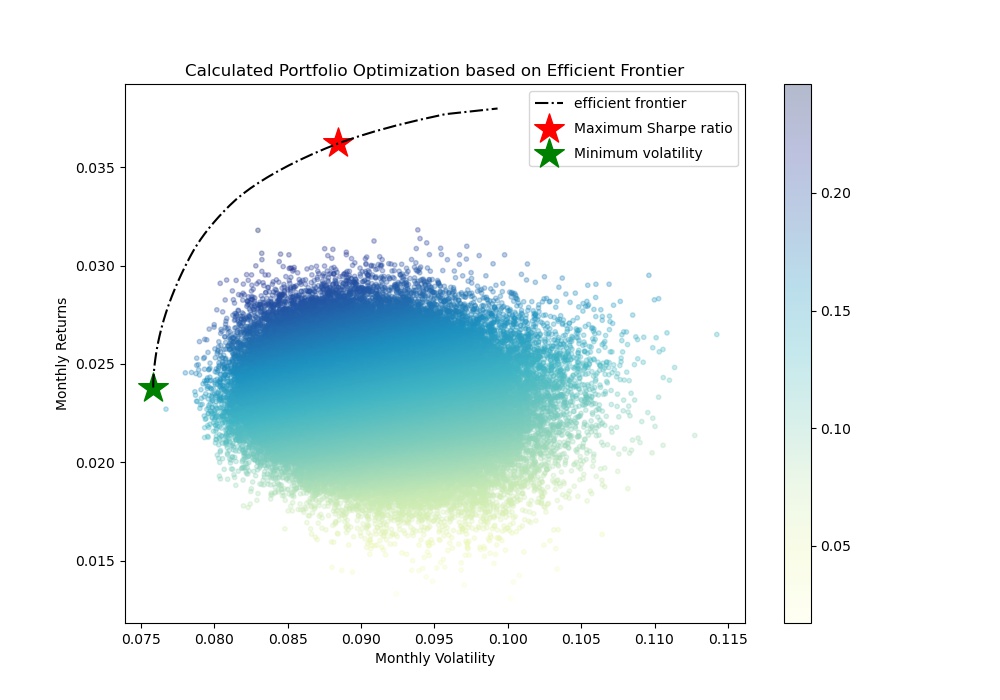 Calculated Portfolio Optimization based on Efficient Frontier
efficient frontier
Maximum Sharpe ratio
Minimum volatility
Monthly Returns
0.035
0.030
0.025
0.020
0.015
0.075 0.080 0.085 0.090 0.095 0.100 0.105 0.110 0.115
Monthly Volatility
0.20
0.15
0.10
0.05